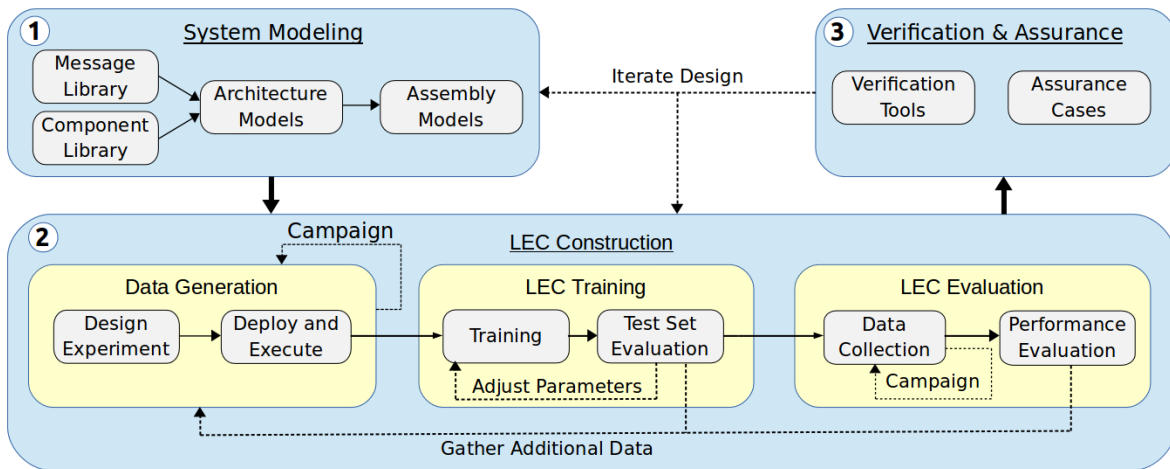 1
System Modeling
Message
Library
Component
Library
Architecture
Models
Assembly
Models
Iterate Design
3
Verification & Assurance
Verification
Tools
Assurance
Cases
2
LEC Construction
Campaign
Data Generation
Design
Experiment
Deploy and
Execute
LEC Training
Training
Test Set
Evaluation
Adjust Parameters
LEC Evaluation
Data
Collection
Performance
Evaluation
Campaign
Gather Additional Data